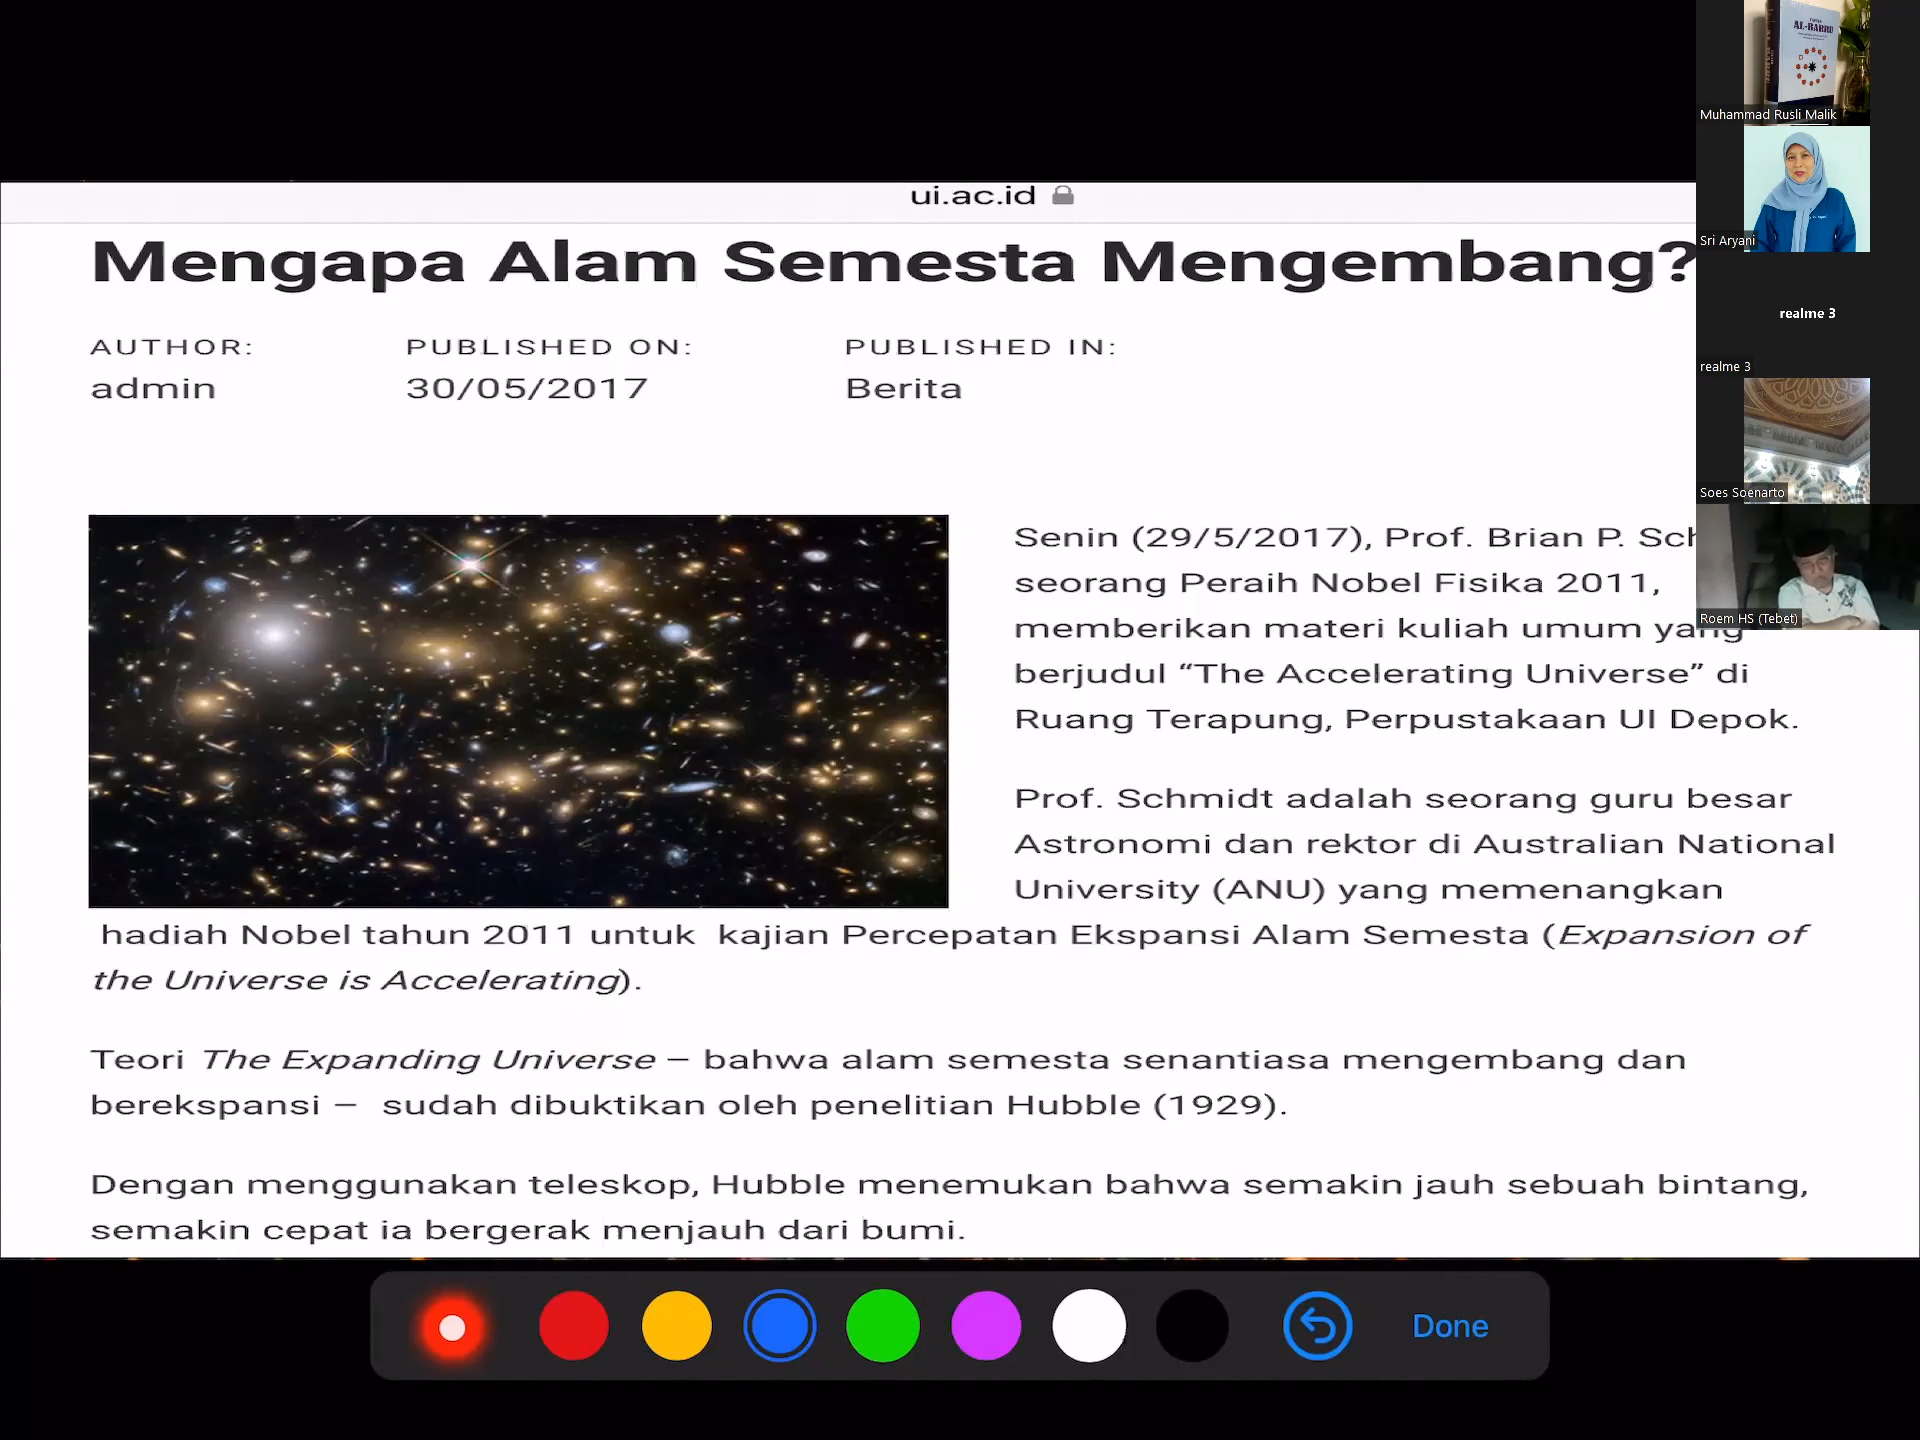 ui.ac.id
Mengapa Alam Semesta Mengembang?
AUTHOR:
admin
PUBLISHED ON:
30/05/2017
PUBLISHED IN:
Berita
Senin (29/5/2017), Prof. Brian P. Sch
seorang Peraih Nobel Fisika 2011,
memberikan materi kuliah umum yang
berjudul “The Accelerating Universe” di
Ruang Terapung, Perpustakaan UI Depok.
Prof. Schmidt adalah seorang guru besar
Astronomi dan rektor di Australian National
University (ANU) yang memenangkan
hadiah Nobel tahun 2011 untuk kajian Percepatan Ekspansi Alam Semesta (Expansion of
the Universe is Accelerating).
Teori The Expanding Universe – bahwa alam semesta senantiasa mengembang dan
berekspansi – sudah dibuktikan oleh penelitian Hubble (1929).
Dengan menggunakan teleskop, Hubble menemukan bahwa semakin jauh sebuah bintang,
semakin cepat ia bergerak menjauh dari bumi.
Done
AL-BARRU
Muhammad Rusli Malik
Sri Aryani
realme 3
realme 3
Soes Soenarto
Roem HS (Tebet)